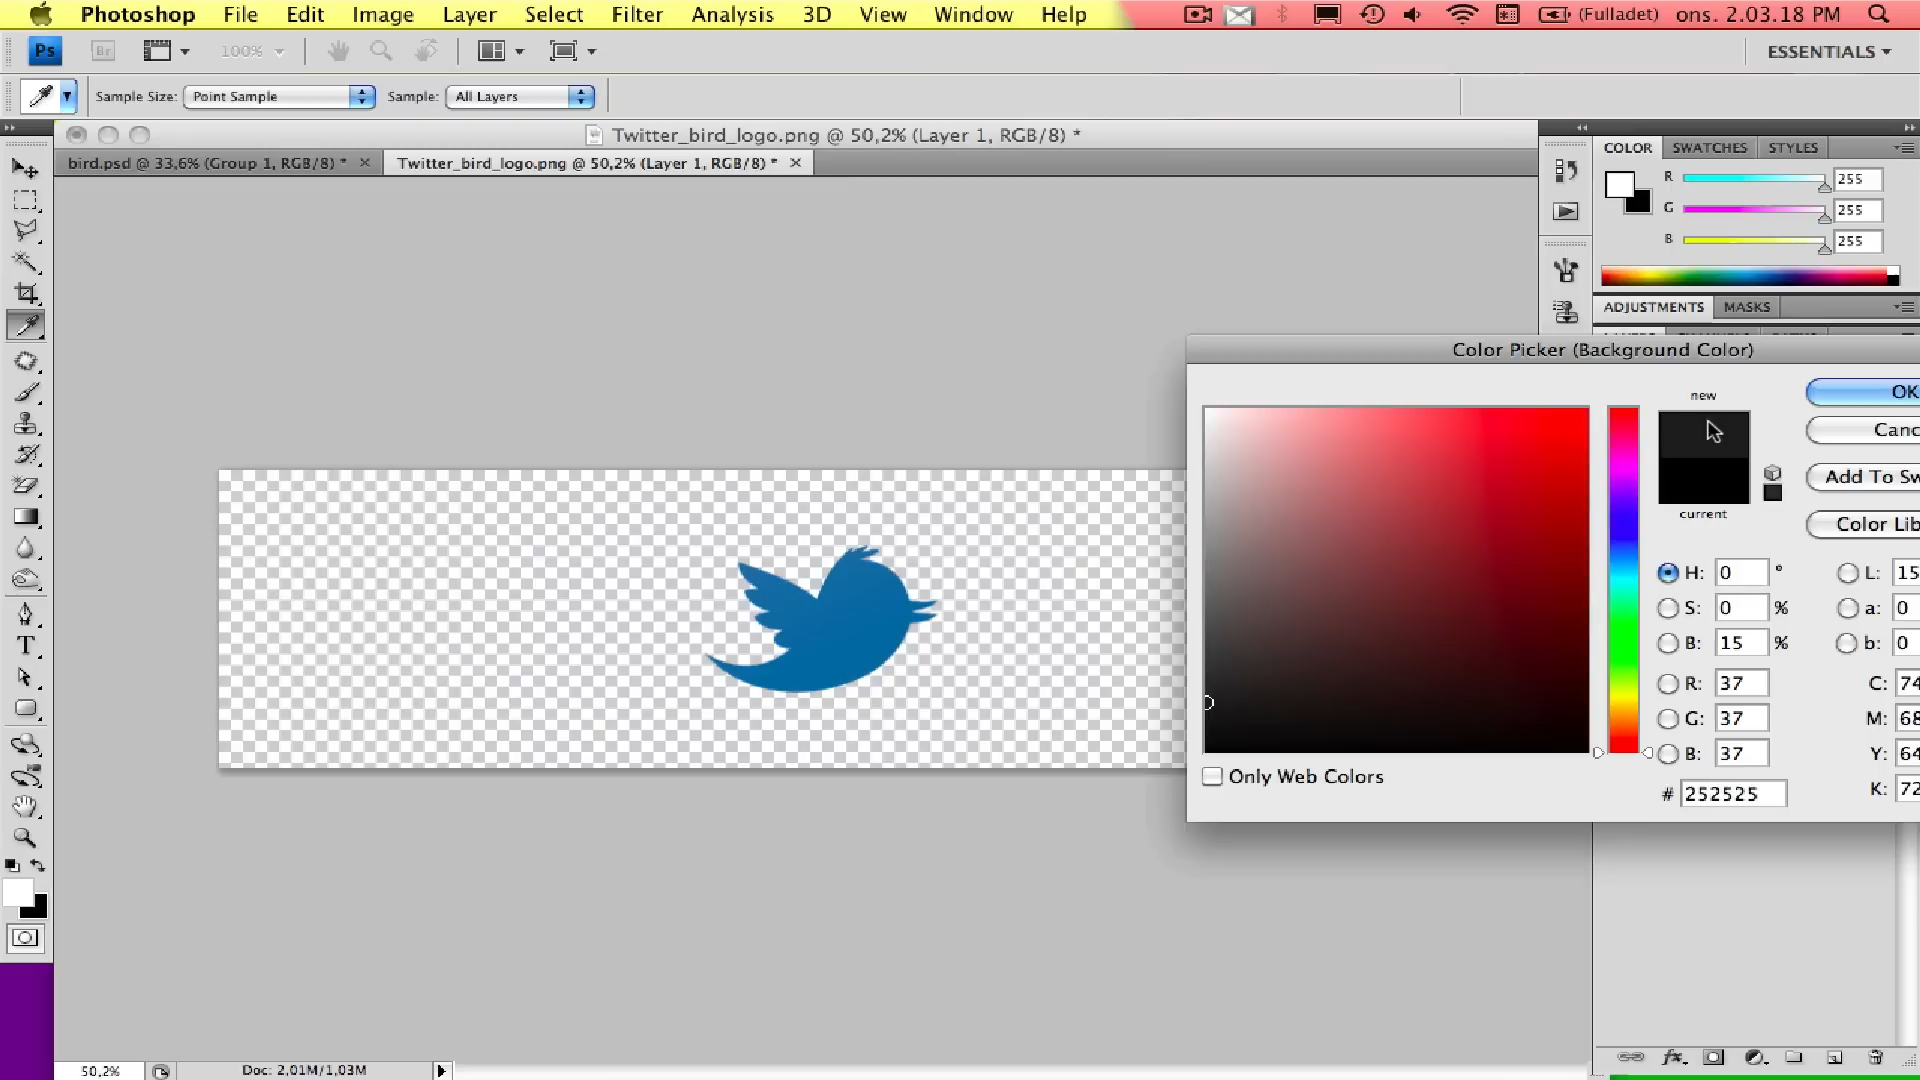 Photoshop File Edit Image Layer Select Filter Analysis 3D View Window Help (Fulladet) ons. 2.03.18 PM
Ps Br 100% ESSENTIALS
Sample Size: Point Sample Sample: All Layers
Twitter_bird_logo.png @ 50,2% (Layer 1, RGB/8) *
bird.psd @ 33,6% (Group 1, RGB/8) * Twitter_bird_logo.png @ 50,2% (Layer 1, RGB/8) *
COLOR SWATCHES STYLES
R 255
G 255
B 255
ADJUSTMENTS MASKS
Color Picker (Background Color)
new
OK
Canc
Add To Sw
current
Color Lib
H: 0 ° L: 15
S: 0 % a: 0
B: 15 % b: 0
R: 37 C: 74
G: 37 M: 68
B: 37 Y: 64
# 252525 K: 72
Only Web Colors
T
fx
50,2% Doc: 2,01M/1,03M